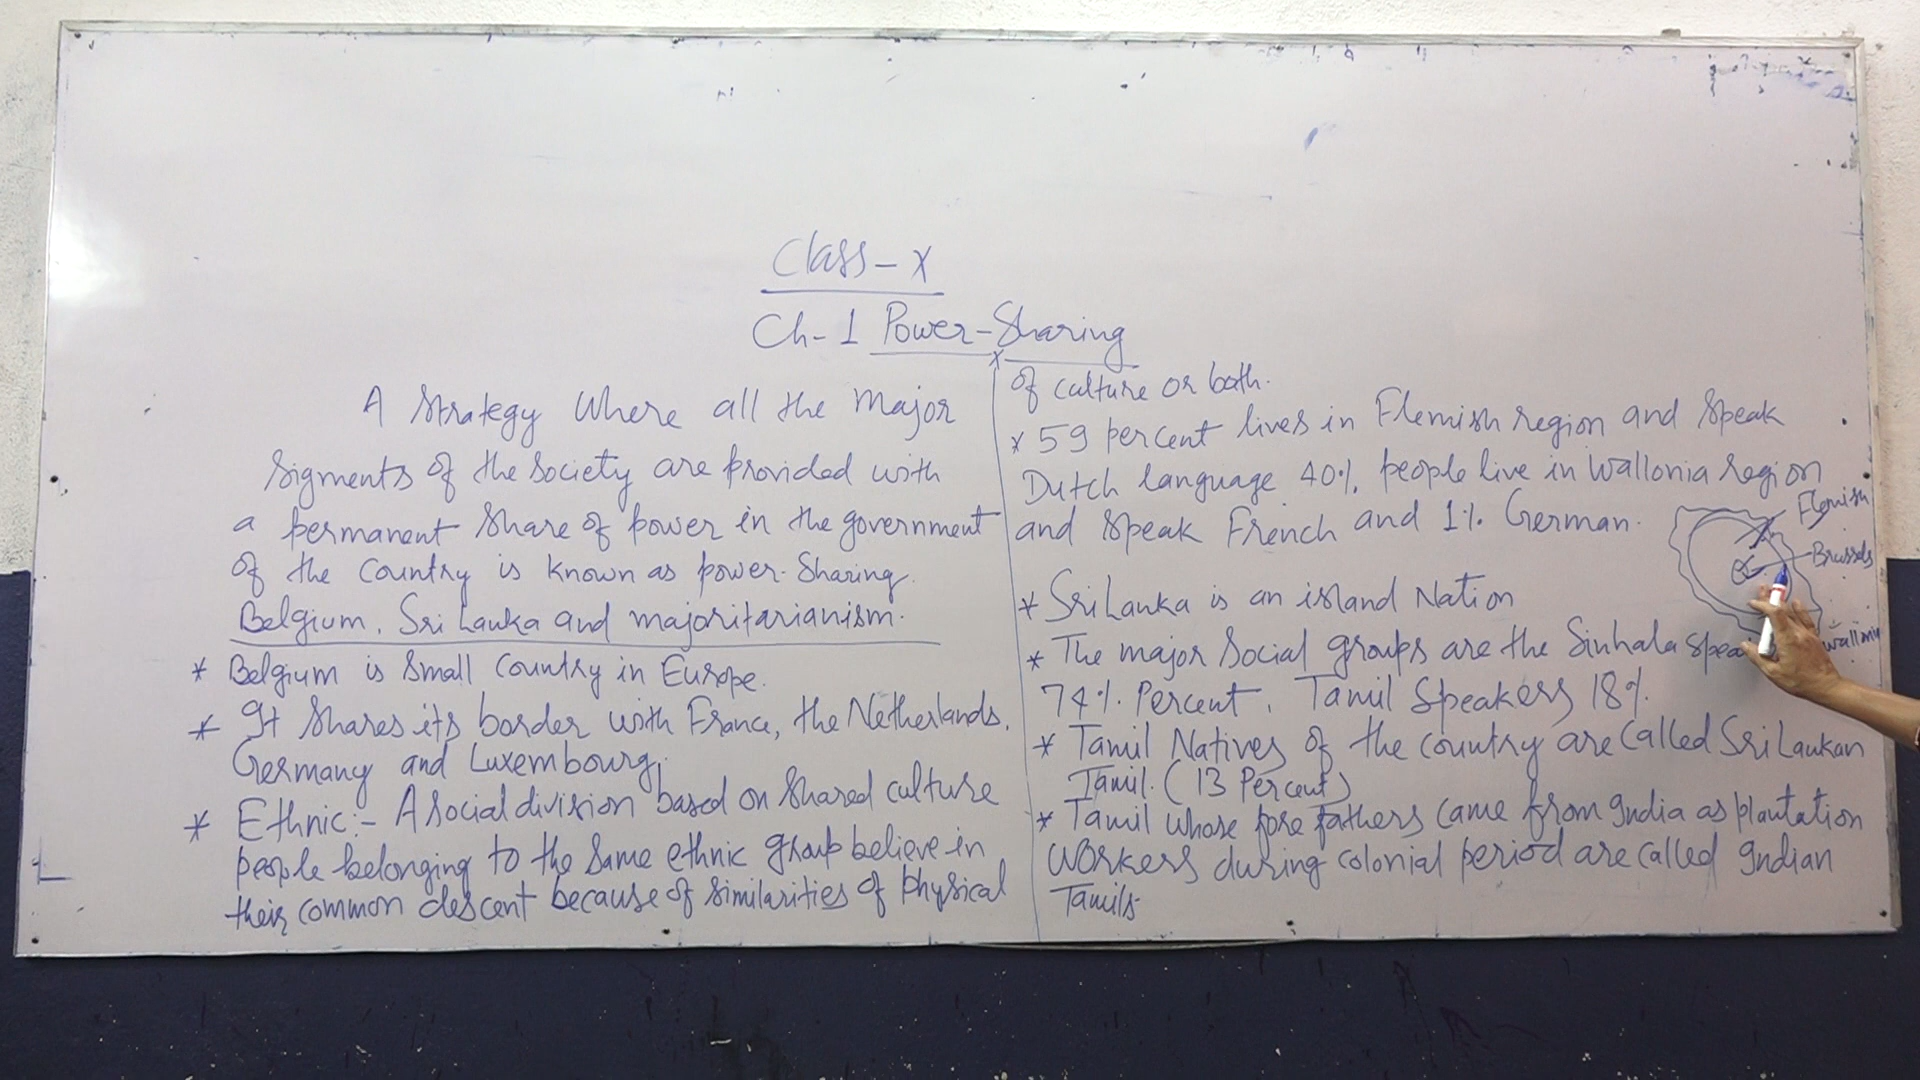 Class - X
Ch-1 Power-Sharing
A Strategy Where all the Major
Sigments of the Society are provided with
a permanent Share of power in the government
of the Country is known as power-Sharing.
Belgium, Sri Lanka and majoritarianism.
* Belgium is Small Country in Europe.
* It Shares its border with France, the Netherlands,
Germany and Luxembourg.
* Ethnic:- A Social division based on Shared culture
people belonging to the Same ethnic group believe in
their common descent because of similarities of physical
of culture or both.
* 59 percent lives in Flemish region and Speak
Dutch language 40% people live in Wallonia region
and Speak French and 1% German.
Flemish
Brussels
Wallonia
* Sri Lanka is an island Nation
* The major Social groups are the Sinhala Spea
74% Percent, Tamil Speakers 18%
* Tamil Natives of the country are called Sri Lankan
Tamil. (13 Percent)
* Tamil whose fore fathers came from India as plantation
workers during colonial period are called Indian
Tamils